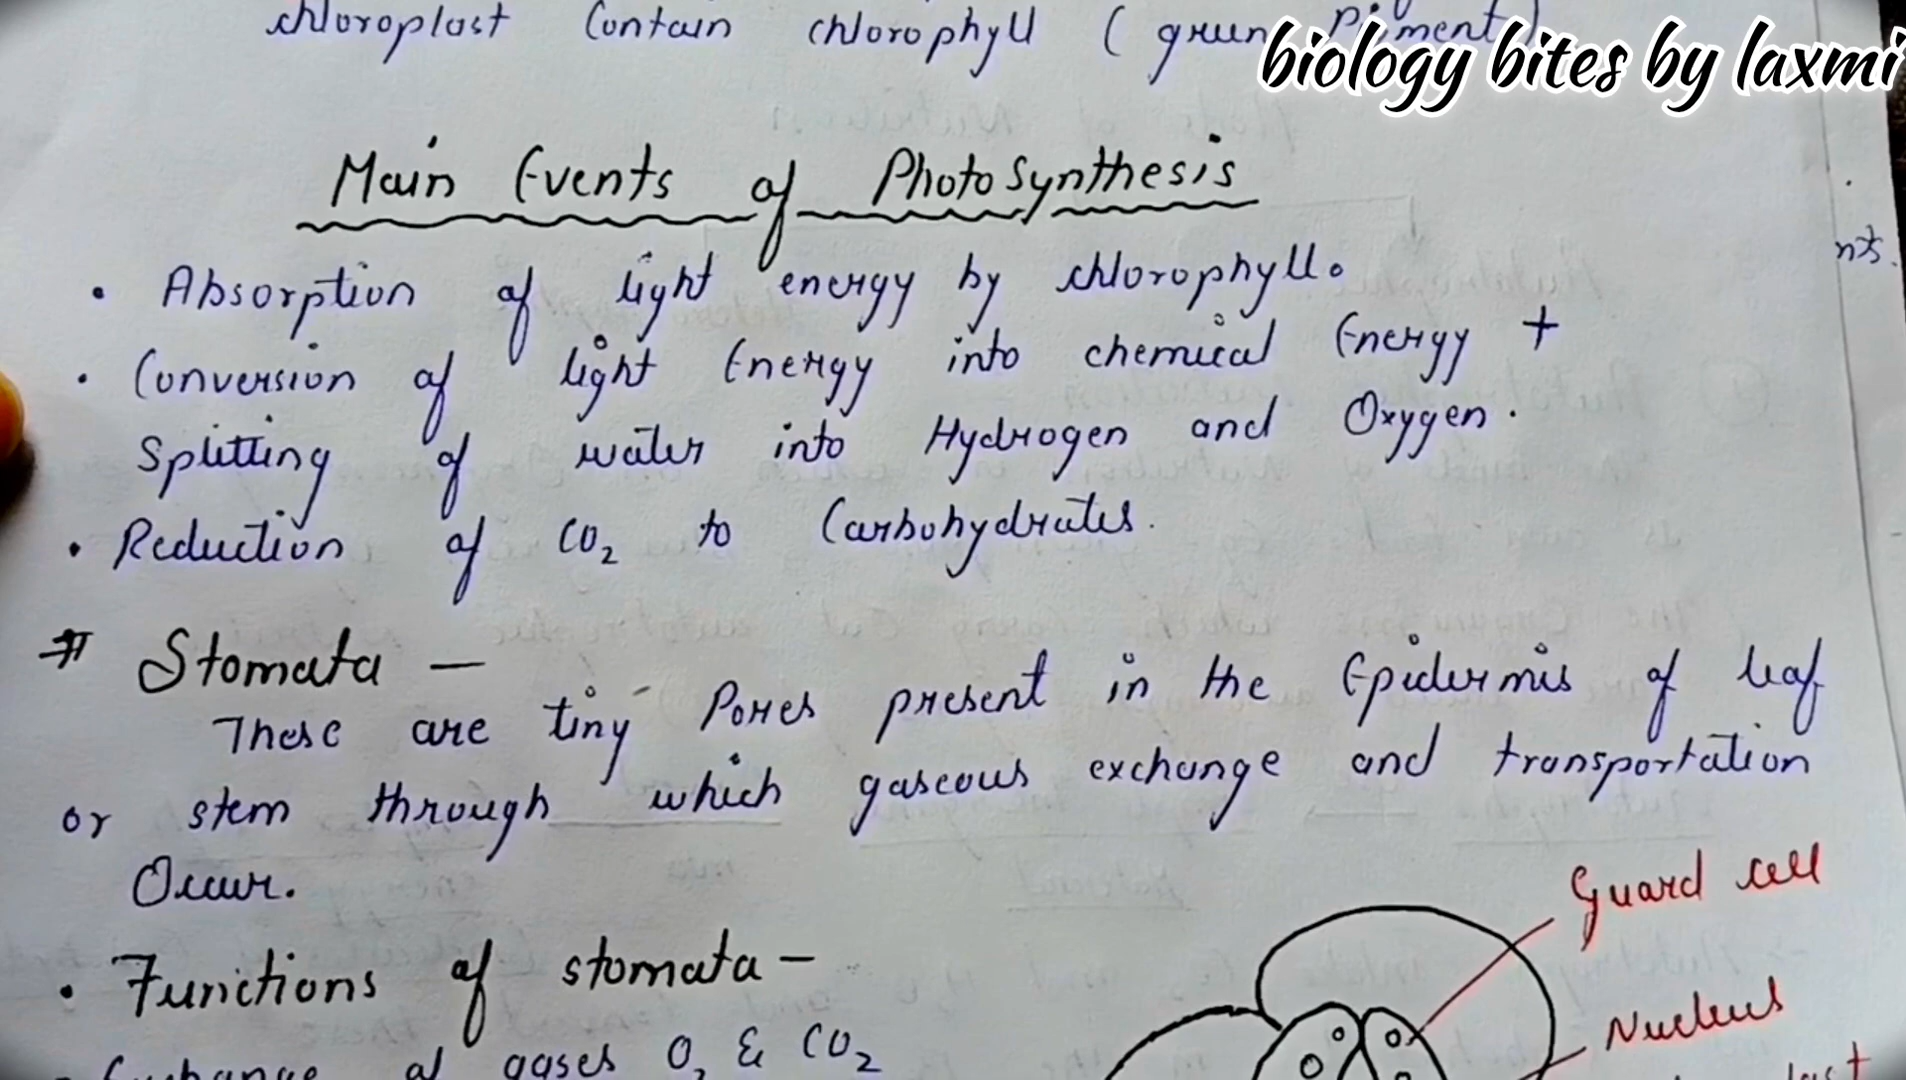 chloroplast Contain chlorophyll (green Pigment)
biology bites by laxmi
Main Events of Photosynthesis
• Absorption of light energy by chlorophyll.
• Conversion of light Energy into chemical Energy +
Splitting of water into Hydrogen and Oxygen.
• Reduction of CO₂ to Carbohydrates.
# Stomata —
These are tiny Pores present in the Epidermis of leaf
or stem through which gaseous exchange and transportation
Occur.
Guard cell
• Functions of stomata -
Nucleus
• Exchange of gases O₂ & CO₂